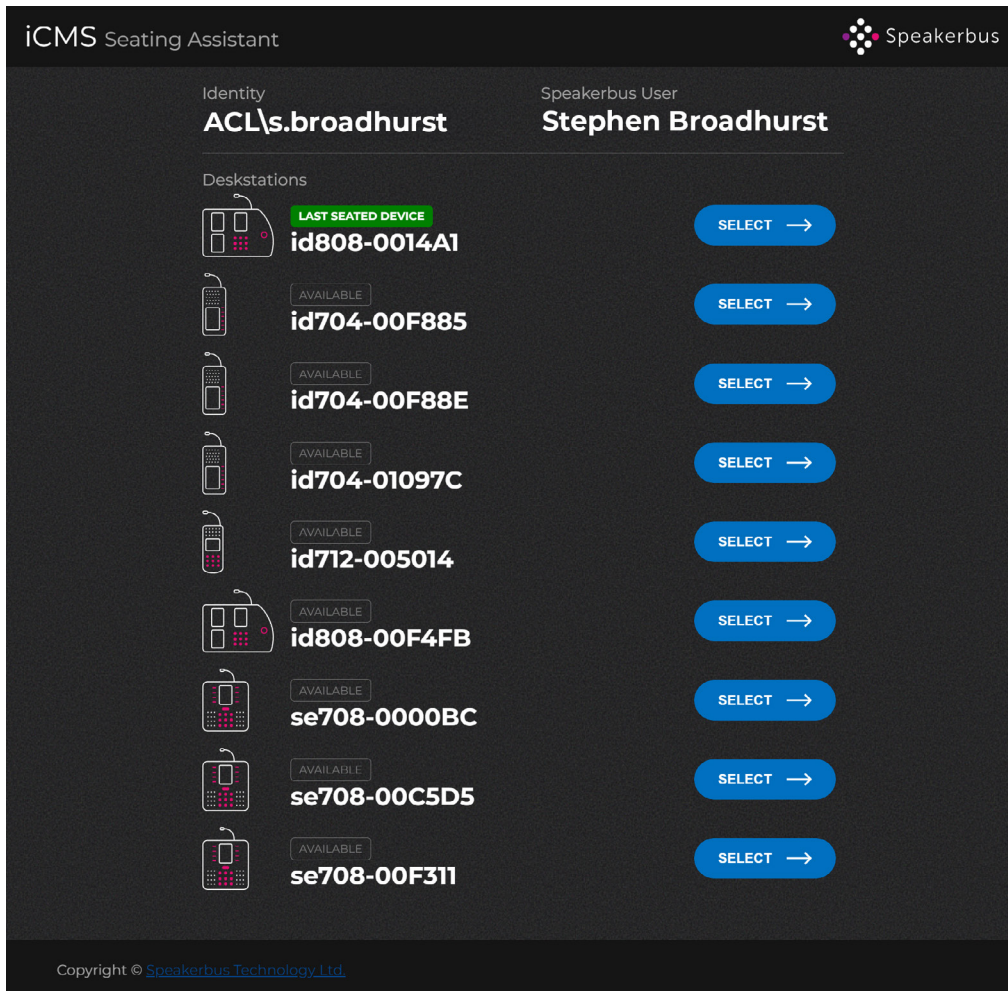 iCMS Seating Assistant
Speakerbus
Identity
Speakerbus User
ACL\s.broadhurst
Stephen Broadhurst
Deskstations
LAST SEATED DEVICE
id808-0014A1
SELECT
AVAILABLE
id704-00F885
SELECT
AVAILABLE
id704-00F88E
SELECT
AVAILABLE
id704-01097C
SELECT
AVAILABLE
id712-005014
SELECT
AVAILABLE
id808-00F4FB
SELECT
AVAILABLE
se708-0000BC
SELECT
AVAILABLE
se708-00C5D5
SELECT
AVAILABLE
se708-00F311
SELECT
Copyright © Speakerbus Technology Ltd.